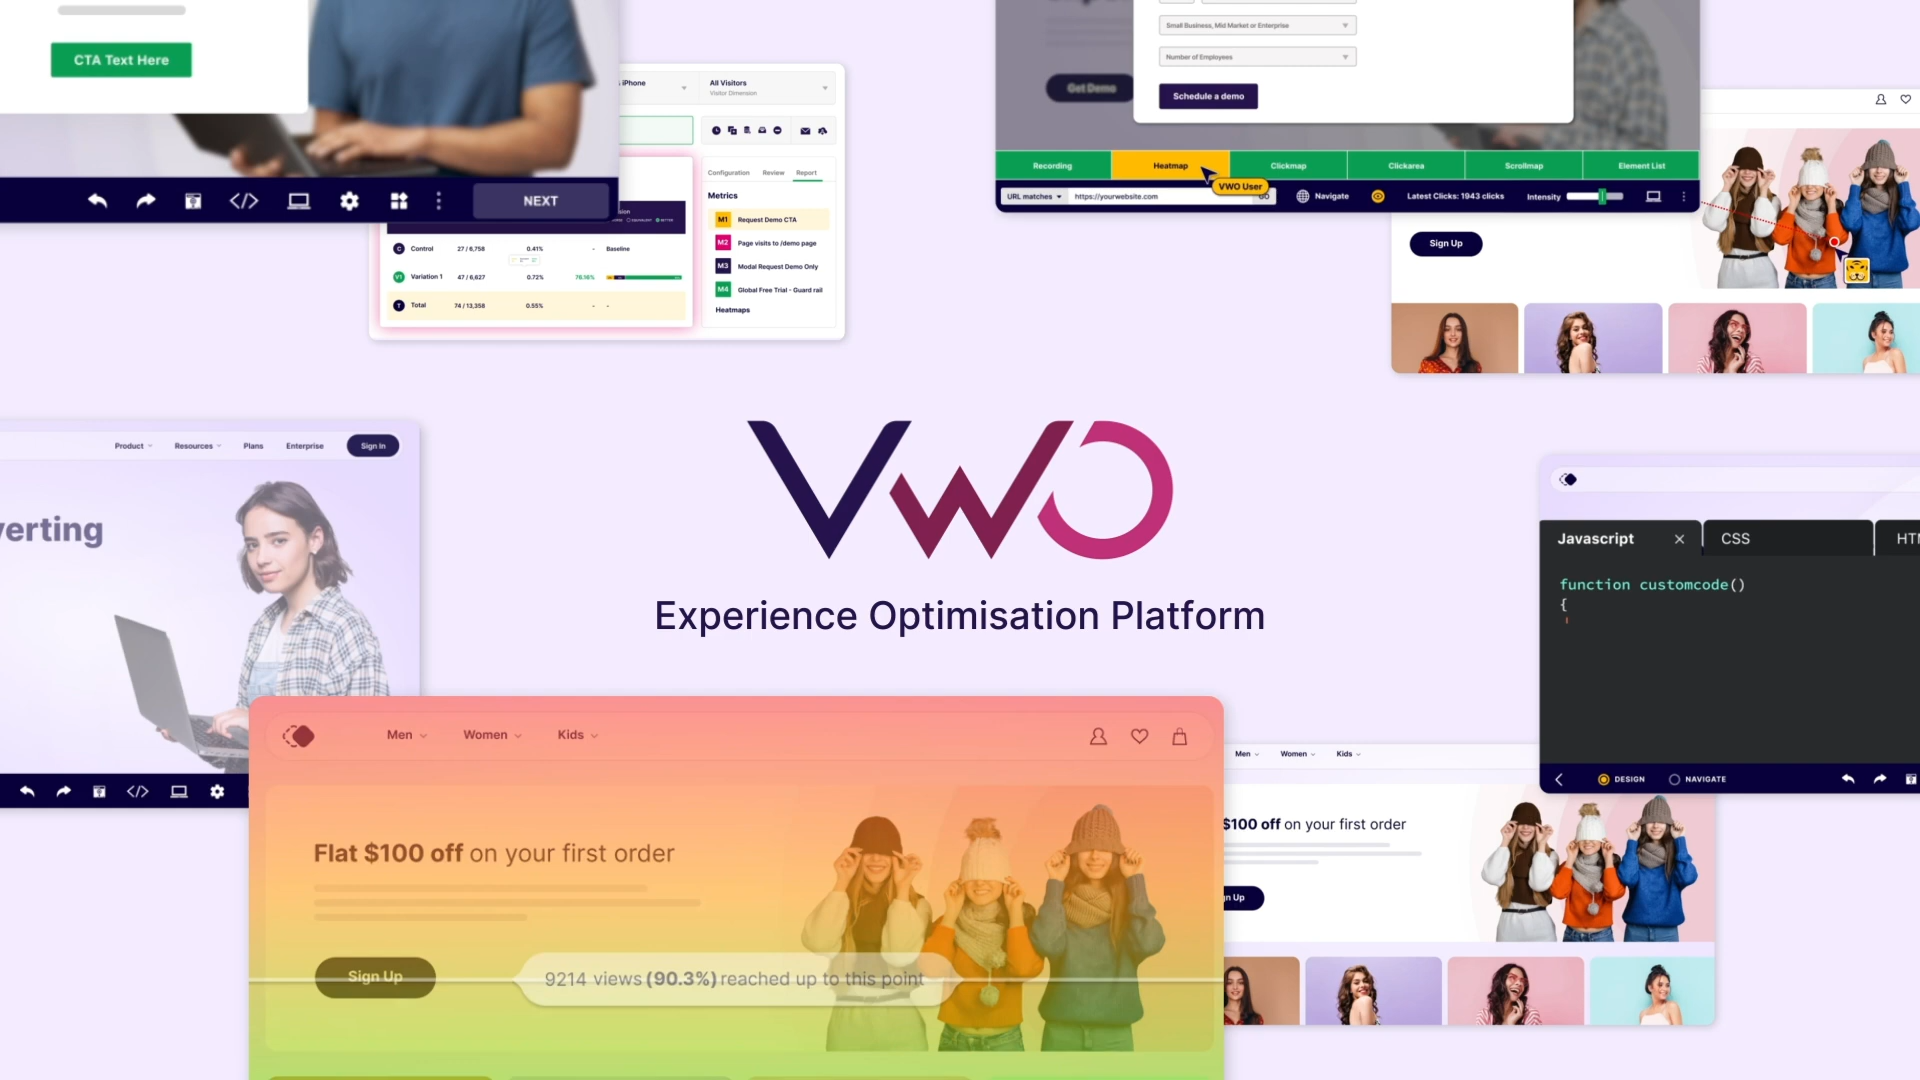 CTA Text Here
NEXT
iPhone
All Visitors
Visitor Dimension
Configuration
Review
Report
Metrics
M1 Request Demo CTA
M2 Page visits to /demo page
M3 Modal Request Demo Only
M4 Global Free Trial - Guard rail
Heatmaps
C Control 27 / 6,758 0.41% - Baseline
V1 Variation 1 47 / 6,627 0.72% 76.16%
T Total 74 / 13,358 0.55% - -
Small Business, Mid Market or Enterprise
Number of Employees
Get Demo
Schedule a demo
Recording
Heatmap
Clickmap
Clickarea
Scrollmap
Element List
VWO User
URL matches
https://yourwebsite.com
GO
Navigate
Latest Clicks: 1943 clicks
Intensity
Sign Up
Product
Resources
Plans
Enterprise
Sign In
verting
VWO
Experience Optimisation Platform
Javascript
CSS
HTM
function customcode()
{
DESIGN
NAVIGATE
Men
Women
Kids
Flat $100 off on your first order
Sign Up
9214 views (90.3%) reached up to this point
Men
Women
Kids
$100 off on your first order
n Up